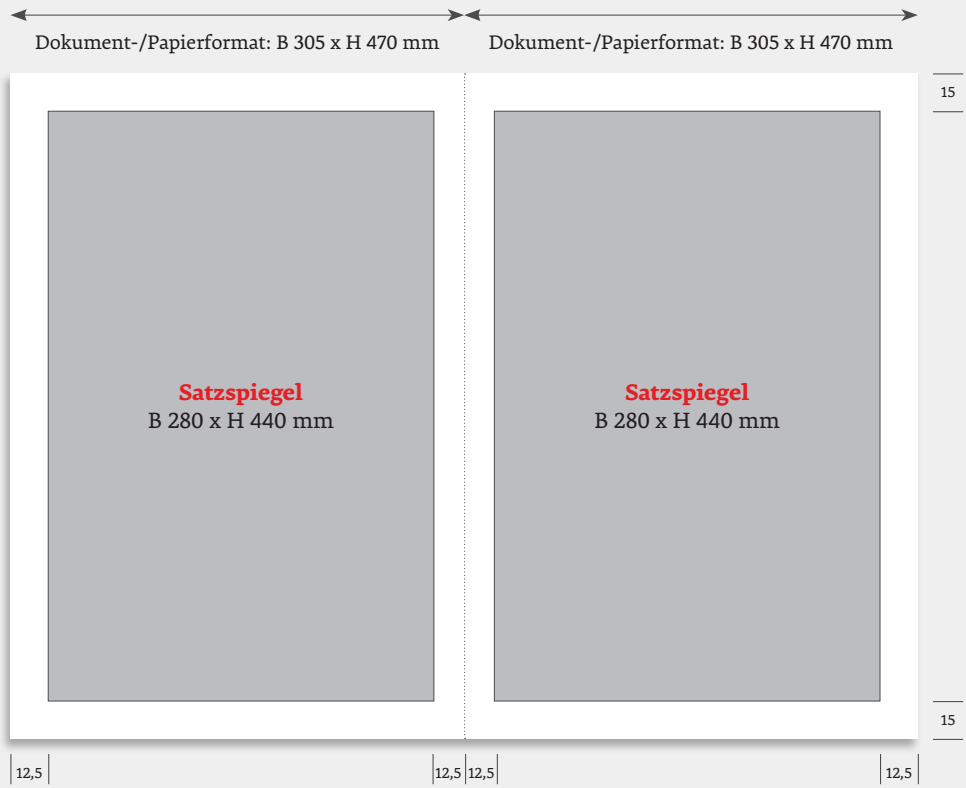 Dokument-/Papierformat: B 305 x H 470 mm
Dokument-/Papierformat: B 305 x H 470 mm
15
Satzspiegel
B 280 x H 440 mm
Satzspiegel
B 280 x H 440 mm
15
12,5
12,5
12,5
12,5